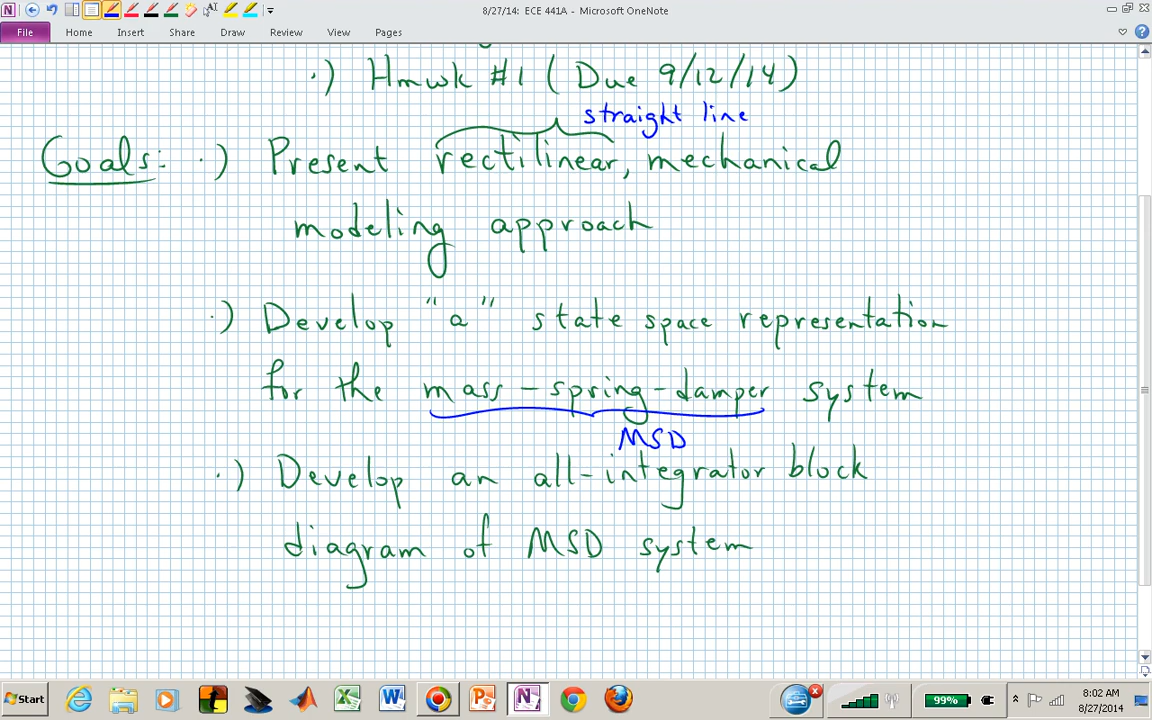 8/27/14: ECE 441A - Microsoft OneNote
File Home Insert Share Draw Review View Pages
·) Hmwk #1 ( Due 9/12/14)
straight line
Goals: ·) Present rectilinear, mechanical
modeling approach
·) Develop "a" state space representation
for the mass-spring-damper system
MSD
·) Develop an all-integrator block
diagram of MSD system
Start
99%
8:02 AM
8/27/2014